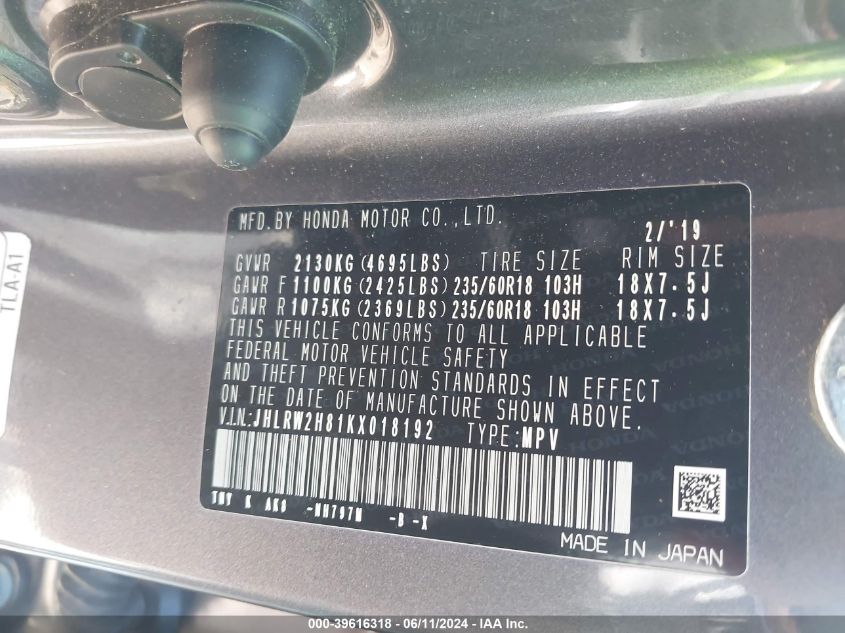 MFD. BY HONDA MOTOR CO., LTD. 2/'19
GVWR 2130KG (4695LBS) TIRE SIZE RIM SIZE
GAWR F 1100KG (2425LBS) 235/60R18 103H 18X7.5J
GAWR R 1075KG (2369LBS) 235/60R18 103H 18X7.5J
THIS VEHICLE CONFORMS TO ALL APPLICABLE
FEDERAL MOTOR VEHICLE SAFETY
AND THEFT PREVENTION STANDARDS IN EFFECT
ON THE DATE OF MANUFACTURE SHOWN ABOVE.
V.I.N: JHLRW2H81KX018192 TYPE: MPV
K -NH797M -B -X
MADE IN JAPAN
TLA-A1
000-39616318 - 06/11/2024 - IAA Inc.